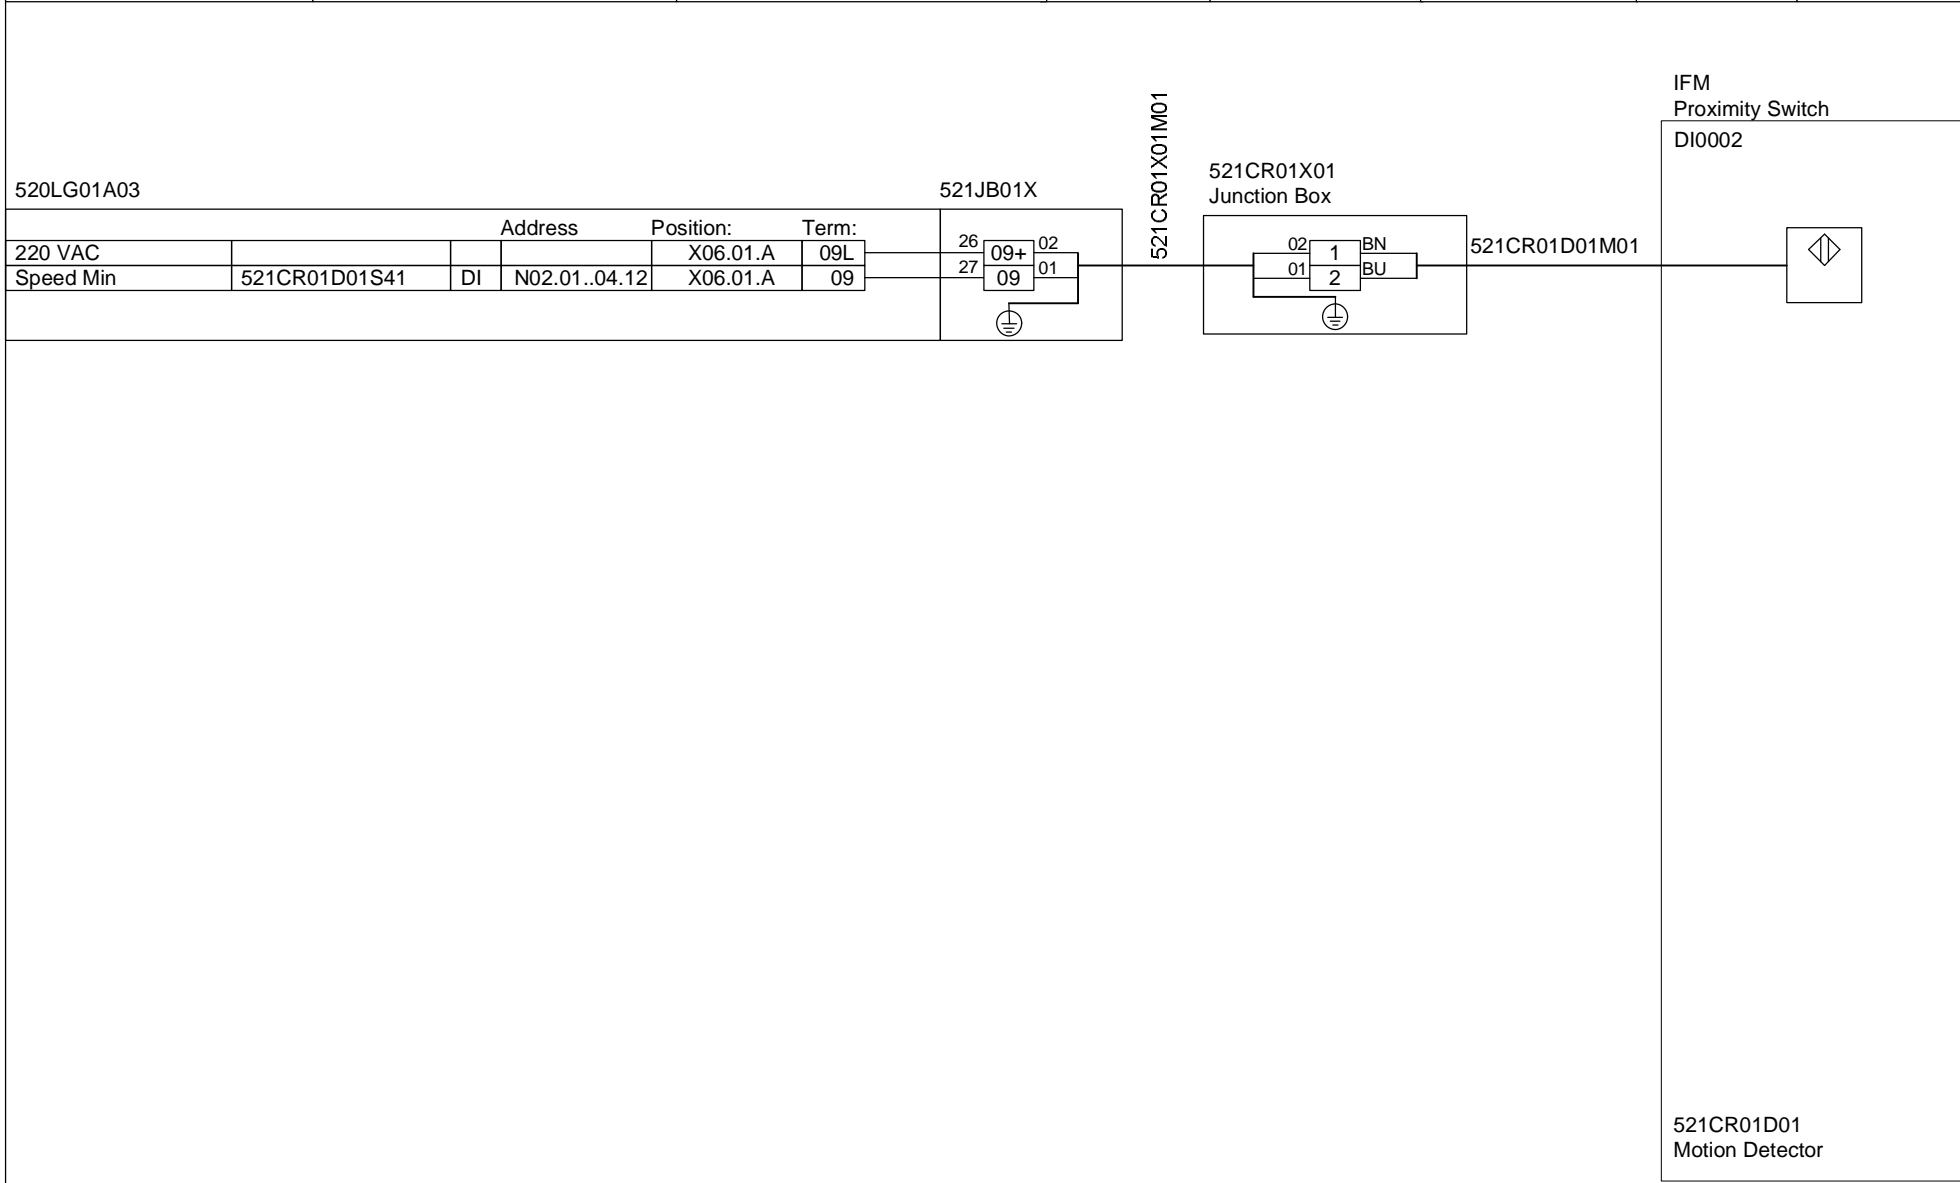 IFM
Proximity Switch
DI0002
521CR01X01M01
521CR01X01
Junction Box
520LG01A03
521JB01X
Address Position: Term:
220 VAC X06.01.A 09L
Speed Min 521CR01D01S41 DI N02.01..04.12 X06.01.A 09
26 09+ 02
27 09 01
02 1 BN
01 2 BU
521CR01D01M01
521CR01D01
Motion Detector